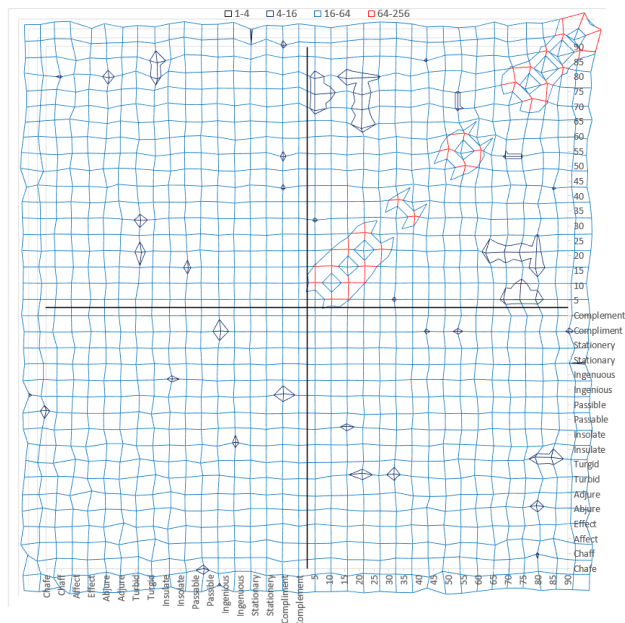 1-4 4-16 16-64 64-256
90
85
80
75
70
65
60
55
50
45
40
35
30
25
20
15
10
5
Complement
Compliment
Stationery
Stationary
Ingenuous
Ingenious
Passible
Passable
Insolate
Insulate
Turgid
Turbid
Adjure
Abjure
Effect
Affect
Chaff
Chafe
Chafe Chaff Affect Effect Abjure Adjure Turbid Turgid Insulate Insolate Passable Passible Ingenious Ingenuous Stationary Stationery Compliment Complement 5 10 15 20 25 30 35 40 45 50 55 60 65 70 75 80 85 90